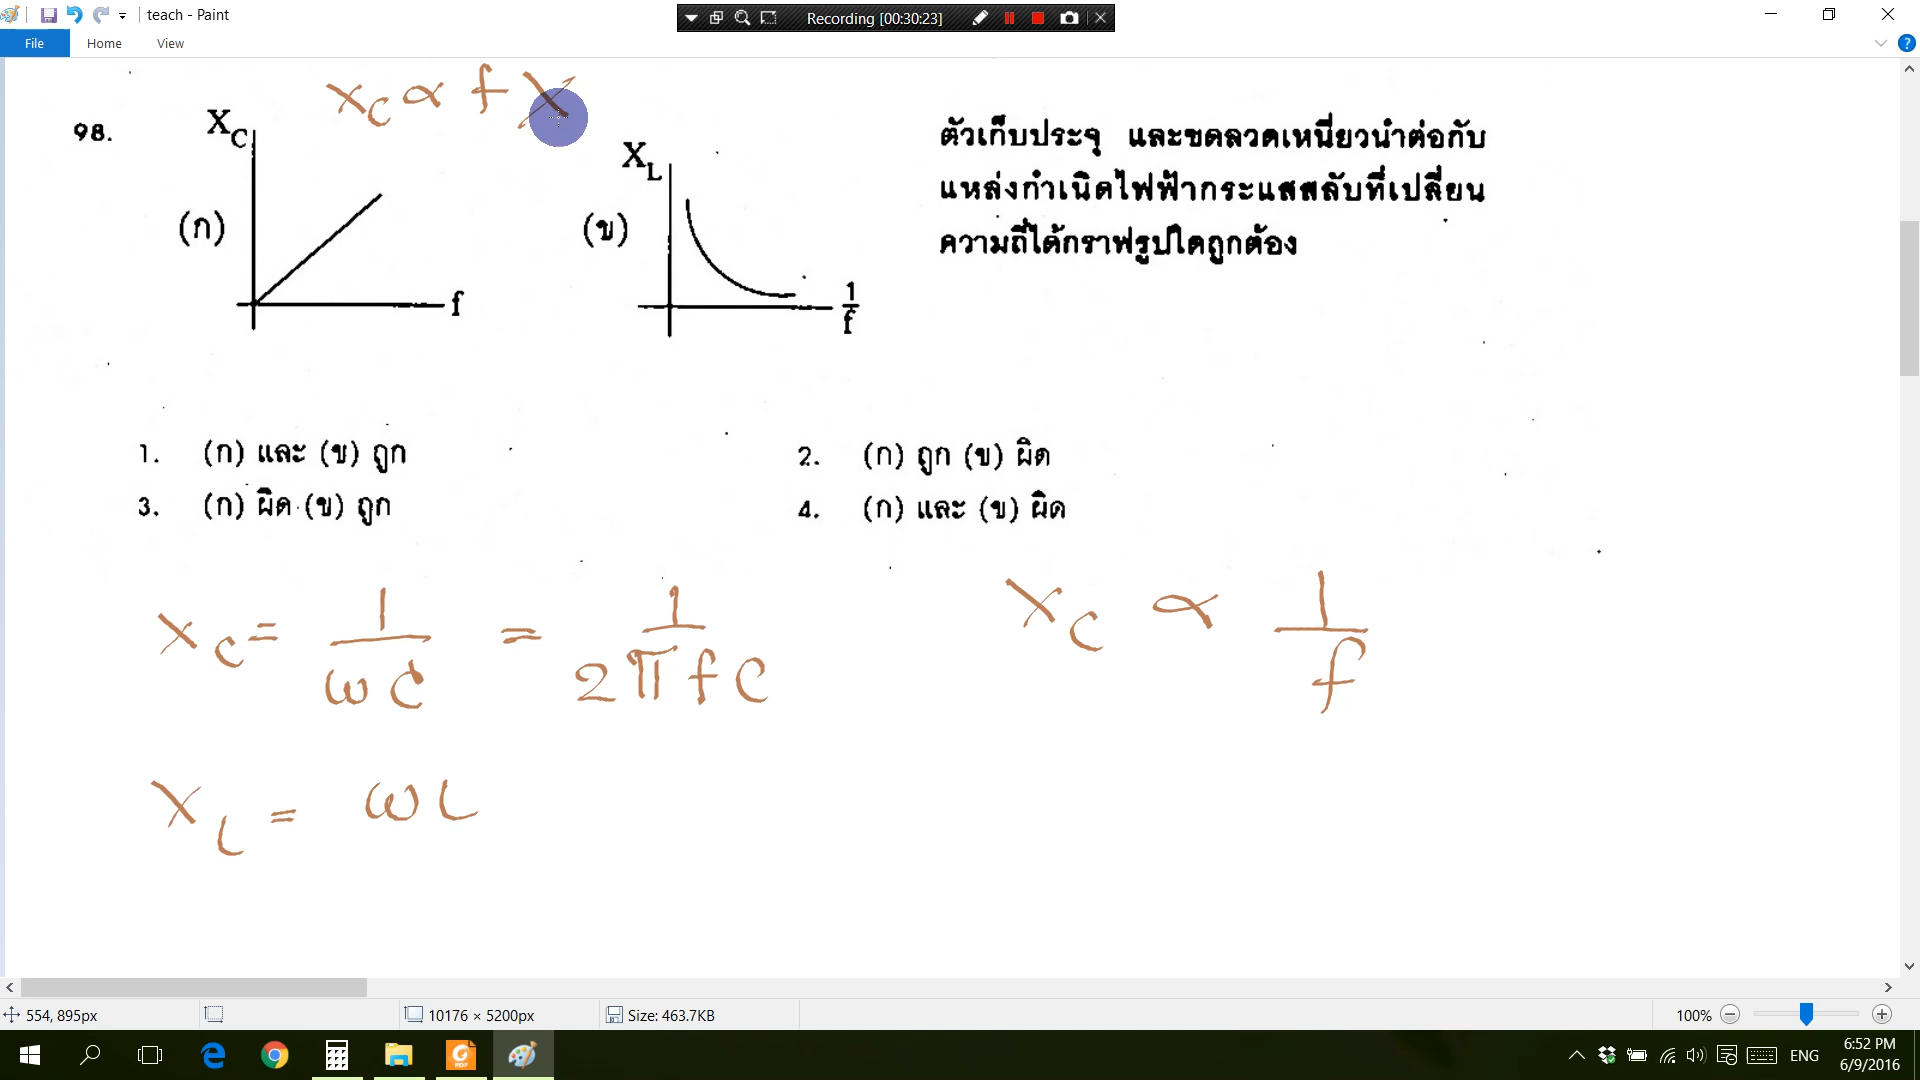 teach - Paint
Recording [00:30:23]
File Home View
X_C ∝ f X
98.
X_C
(ก)
f
X_L
(ข)
1/f
ตัวเก็บประจุ และขดลวดเหนี่ยวนำต่อกับ
แหล่งกำเนิดไฟฟ้ากระแสสลับที่เปลี่ยน
ความถี่ได้กราฟรูปใดถูกต้อง
1. (ก) และ (ข) ถูก
2. (ก) ถูก (ข) ผิด
3. (ก) ผิด (ข) ถูก
4. (ก) และ (ข) ผิด
X_C = 1/ωC = 1/2πfC
X_C ∝ 1/f
X_L = ωL
554, 895px
10176 × 5200px
Size: 463.7KB
100%
ENG
6:52 PM
6/9/2016